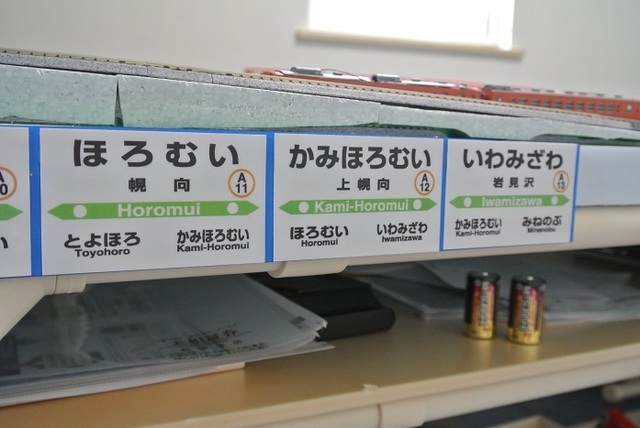 ほろむい
幌向
A
11
Horomui
とよほろ
Toyohoro
かみほろむい
Kami-Horomui
かみほろむい
上幌向
A
12
Kami-Horomui
ほろむい
Horomui
いわみざわ
Iwamizawa
いわみざわ
岩見沢
A
13
Iwamizawa
かみほろむい
Kami-Horomui
みねのぶ
Minenobu